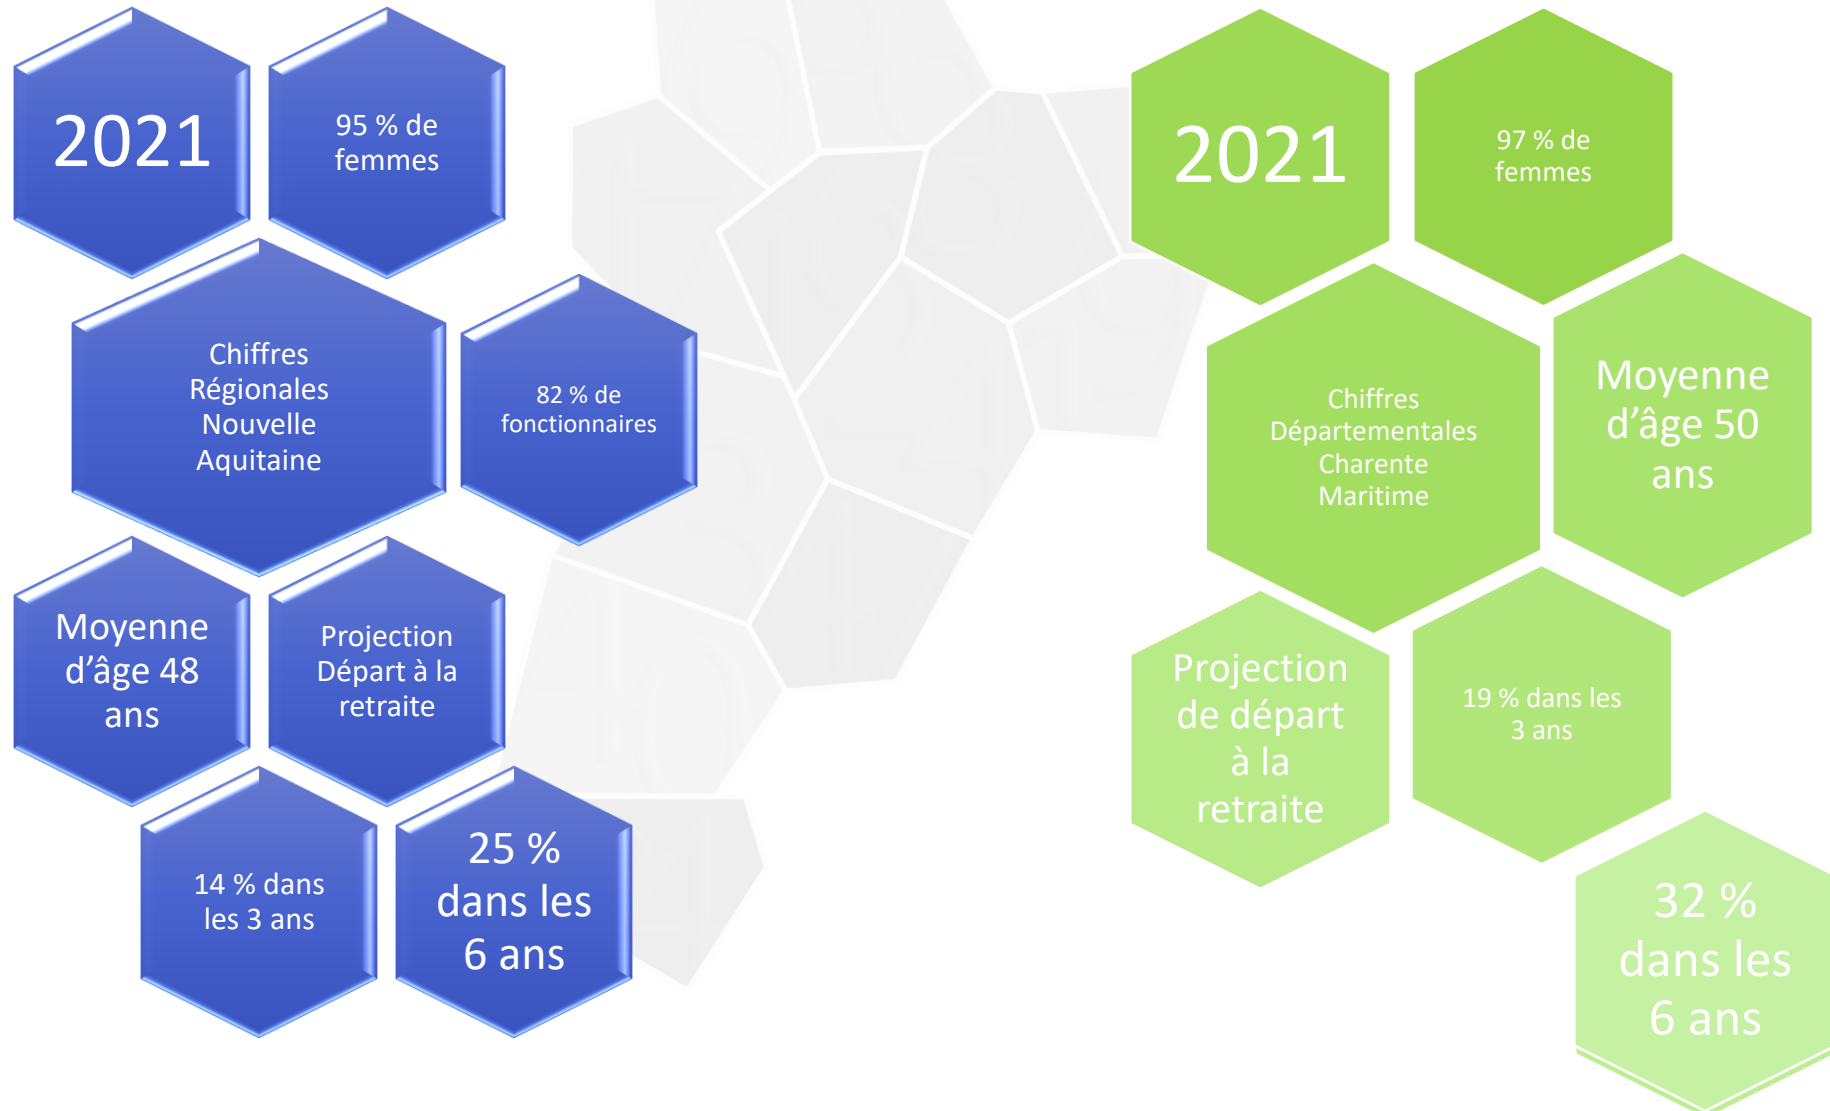 2021
95 % de
femmes
Chiffres
Régionales
Nouvelle
Aquitaine
82 % de
fonctionnaires
Moyenne
d’âge 48
ans
Projection
Départ à la
retraite
14 % dans
les 3 ans
25 %
dans les
6 ans
2021
97 % de
femmes
Chiffres
Départementales
Charente
Maritime
Moyenne
d’âge 50
ans
Projection
de départ
à la
retraite
19 % dans les
3 ans
32 %
dans les
6 ans